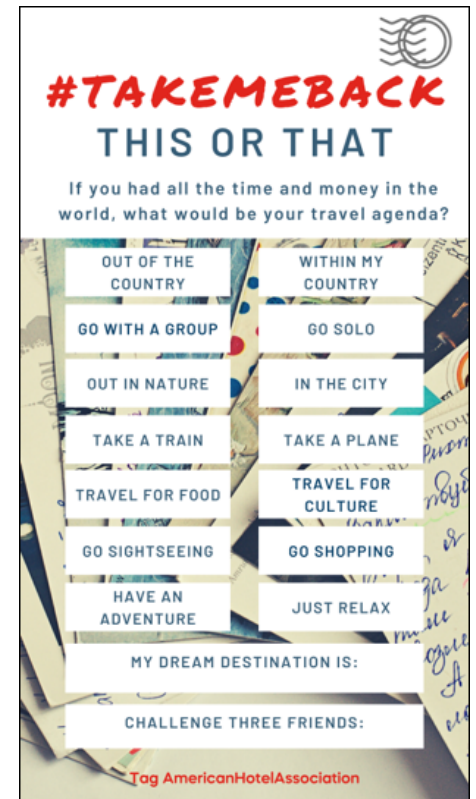 #TAKEMEBACK
THIS OR THAT
If you had all the time and money in the
world, what would be your travel agenda?
OUT OF THE
COUNTRY
WITHIN MY
COUNTRY
GO WITH A GROUP
GO SOLO
OUT IN NATURE
IN THE CITY
TAKE A TRAIN
TAKE A PLANE
TRAVEL FOR FOOD
TRAVEL FOR
CULTURE
GO SIGHTSEEING
GO SHOPPING
HAVE AN
ADVENTURE
JUST RELAX
MY DREAM DESTINATION IS:
CHALLENGE THREE FRIENDS:
Tag AmericanHotelAssociation